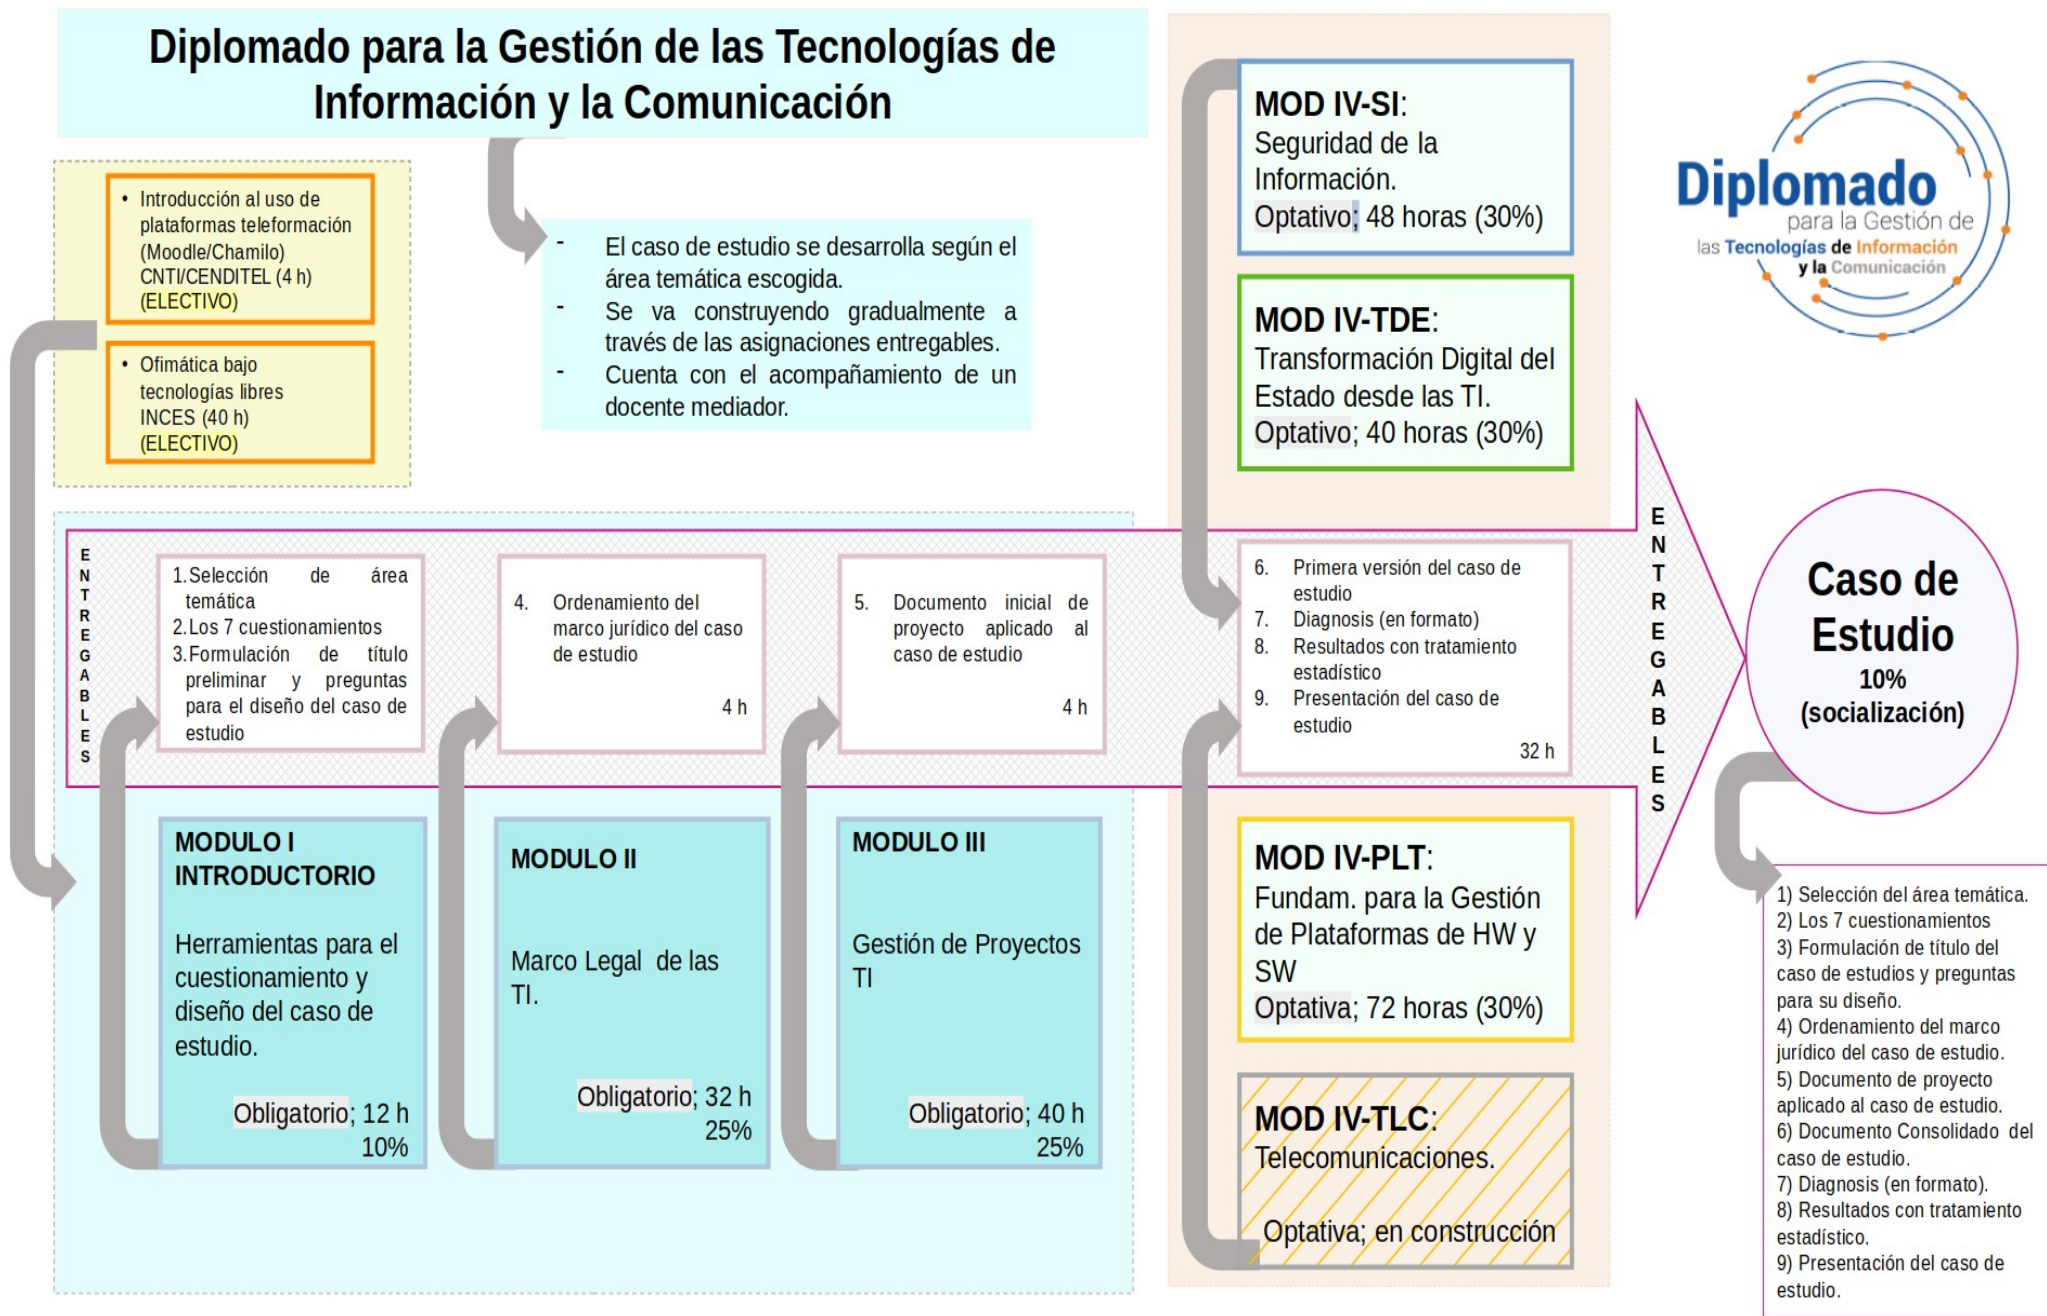 Diplomado para la Gestión de las Tecnologías de
Información y la Comunicación
• Introducción al uso de
plataformas teleformación
(Moodle/Chamilo)
CNTI/CENDITEL (4 h)
(ELECTIVO)
• Ofimática bajo
tecnologías libres
INCES (40 h)
(ELECTIVO)
- El caso de estudio se desarrolla según el
área temática escogida.
- Se va construyendo gradualmente a
través de las asignaciones entregables.
- Cuenta con el acompañamiento de un
docente mediador.
MOD IV-SI:
Seguridad de la
Información.
Optativo; 48 horas (30%)
MOD IV-TDE:
Transformación Digital del
Estado desde las TI.
Optativo; 40 horas (30%)
Diplomado
para la Gestión de
las Tecnologías de Información
y la Comunicación
ENTREGABLES
1.Selección de área
temática
2.Los 7 cuestionamientos
3.Formulación de título
preliminar y preguntas
para el diseño del caso de
estudio
4. Ordenamiento del
marco jurídico del caso
de estudio
4 h
5. Documento inicial de
proyecto aplicado al
caso de estudio
4 h
6. Primera versión del caso de
estudio
7. Diagnosis (en formato)
8. Resultados con tratamiento
estadístico
9. Presentación del caso de
estudio
32 h
ENTREGABLES
Caso de
Estudio
10%
(socialización)
MODULO I
INTRODUCTORIO
Herramientas para el
cuestionamiento y
diseño del caso de
estudio.
Obligatorio; 12 h
10%
MODULO II
Marco Legal de las
TI.
Obligatorio; 32 h
25%
MODULO III
Gestión de Proyectos
TI
Obligatorio; 40 h
25%
MOD IV-PLT:
Fundam. para la Gestión
de Plataformas de HW y
SW
Optativa; 72 horas (30%)
MOD IV-TLC:
Telecomunicaciones.
Optativa; en construcción
1) Selección del área temática.
2) Los 7 cuestionamientos
3) Formulación de título del
caso de estudios y preguntas
para su diseño.
4) Ordenamiento del marco
jurídico del caso de estudio.
5) Documento de proyecto
aplicado al caso de estudio.
6) Documento Consolidado del
caso de estudio.
7) Diagnosis (en formato).
8) Resultados con tratamiento
estadístico.
9) Presentación del caso de
estudio.